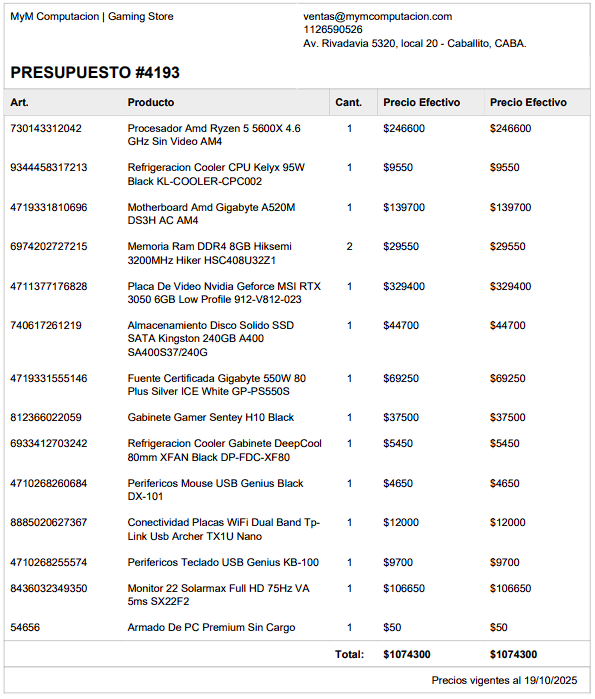 MyM Computacion | Gaming Store
ventas@mymcomputacion.com
1126590526
Av. Rivadavia 5320, local 20 - Caballito, CABA.
PRESUPUESTO #4193
Art. Producto Cant. Precio Efectivo Precio Efectivo
730143312042 Procesador Amd Ryzen 5 5600X 4.6 1 $246600 $246600
GHz Sin Video AM4
9344458317213 Refrigeracion Cooler CPU Kelyx 95W 1 $9550 $9550
Black KL-COOLER-CPC002
4719331810696 Motherboard Amd Gigabyte A520M 1 $139700 $139700
DS3H AC AM4
6974202727215 Memoria Ram DDR4 8GB Hiksemi 2 $29550 $29550
3200MHz Hiker HSC408U32Z1
4711377176828 Placa De Video Nvidia Geforce MSI RTX 1 $329400 $329400
3050 6GB Low Profile 912-V812-023
740617261219 Almacenamiento Disco Solido SSD 1 $44700 $44700
SATA Kingston 240GB A400
SA400S37/240G
4719331555146 Fuente Certificada Gigabyte 550W 80 1 $69250 $69250
Plus Silver ICE White GP-PS550S
812366022059 Gabinete Gamer Sentey H10 Black 1 $37500 $37500
6933412703242 Refrigeracion Cooler Gabinete DeepCool 1 $5450 $5450
80mm XFAN Black DP-FDC-XF80
4710268260684 Perifericos Mouse USB Genius Black 1 $4650 $4650
DX-101
8885020627367 Conectividad Placas WiFi Dual Band Tp- 1 $12000 $12000
Link Usb Archer TX1U Nano
4710268255574 Perifericos Teclado USB Genius KB-100 1 $9700 $9700
8436032349350 Monitor 22 Solarmax Full HD 75Hz VA 1 $106650 $106650
5ms SX22F2
54656 Armado De PC Premium Sin Cargo 1 $50 $50
Total: $1074300 $1074300
Precios vigentes al 19/10/2025